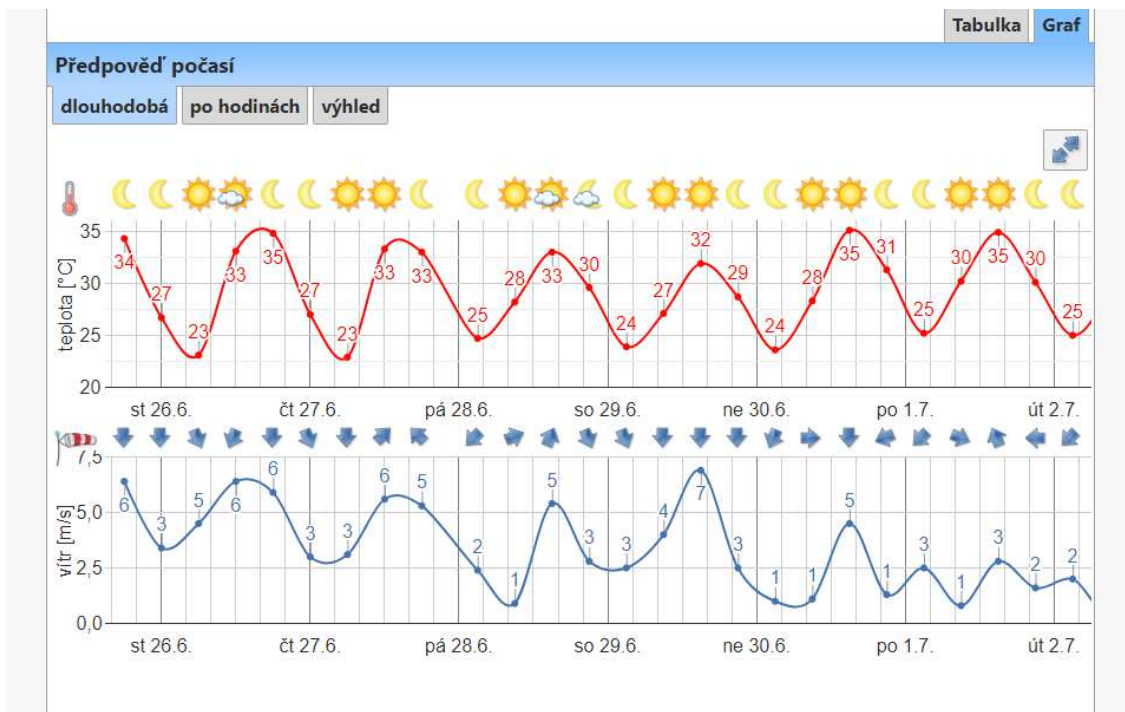 Tabulka Graf
Předpověď počasí
dlouhodobá po hodinách výhled
teplota [°C]
35
30
25
20
34 27 23 33 35 27 23 33 33 25 28 33 30 24 27 32 29 24 28 35 31 25 30 35 30 25
st 26.6. čt 27.6. pá 28.6. so 29.6. ne 30.6. po 1.7. út 2.7.
vítr [m/s]
7,5
5,0
2,5
0,0
6 3 5 6 6 3 3 6 5 2 1 5 3 3 4 7 3 1 1 5 1 3 1 3 2 2
st 26.6. čt 27.6. pá 28.6. so 29.6. ne 30.6. po 1.7. út 2.7.